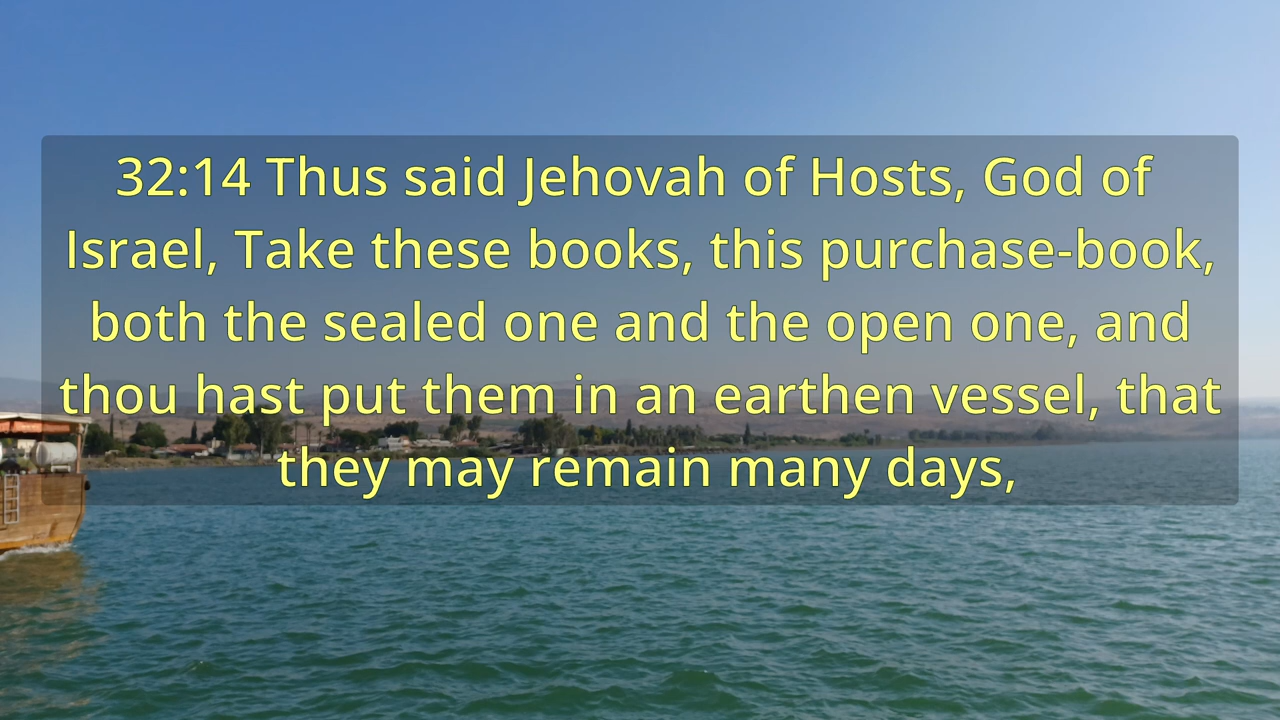 32:14 Thus said Jehovah of Hosts, God of
Israel, Take these books, this purchase-book,
both the sealed one and the open one, and
thou hast put them in an earthen vessel, that
they may remain many days,